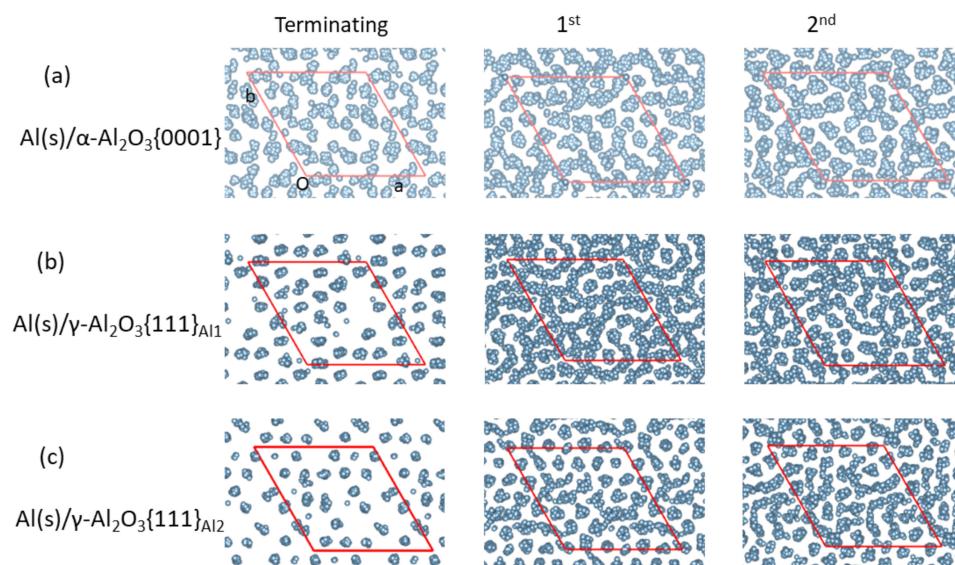 Terminating 1st 2nd
(a)
b
Al(s)/α-Al2O3{0001}
O a
(b)
Al(s)/γ-Al2O3{111}Al1
(c)
Al(s)/γ-Al2O3{111}Al2